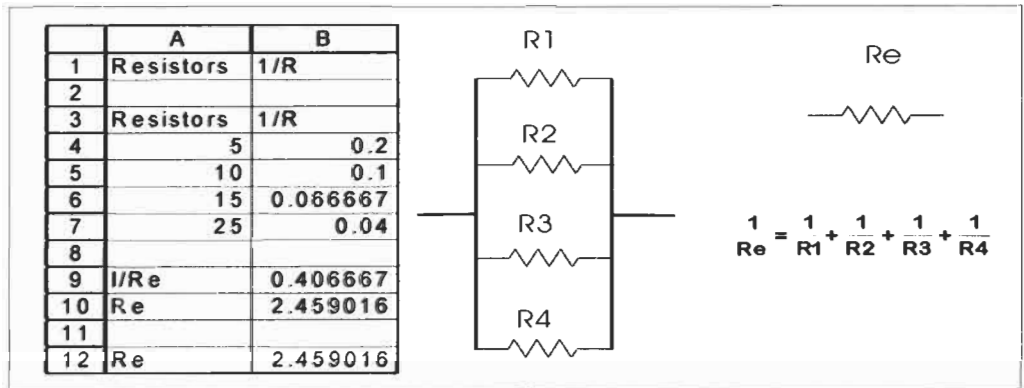 A B
1 Resistors 1/R
2
3 Resistors 1/R
4 5 0.2
5 10 0.1
6 15 0.066667
7 25 0.04
8
9 I/Re 0.406667
10 Re 2.459016
11
12 Re 2.459016
R1
R2
R3
R4
Re
1/Re = 1/R1 + 1/R2 + 1/R3 + 1/R4